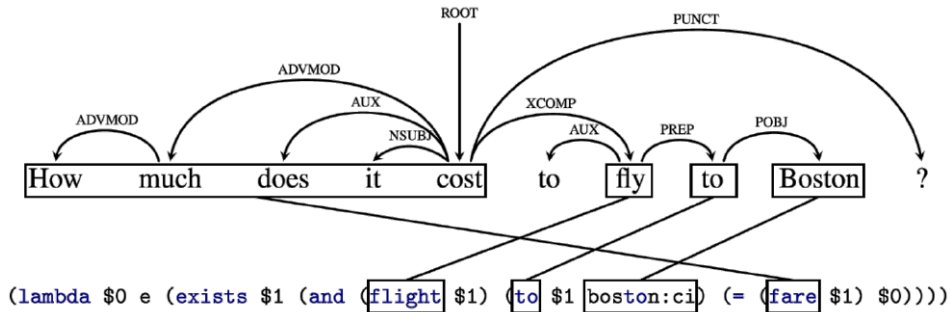 ROOT
PUNCT
ADVMOD
AUX
XCOMP
ADVMOD
NSUBJ
AUX
PREP
POBJ
How much does it cost to fly to Boston ?
(lambda $0 e (exists $1 (and (flight $1) (to $1 boston:ci) (= (fare $1) $0))))